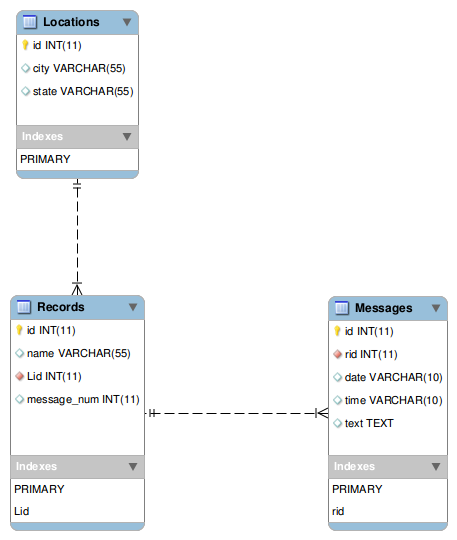 Locations
id INT(11)
city VARCHAR(55)
state VARCHAR(55)
Indexes
PRIMARY
Records
id INT(11)
name VARCHAR(55)
Lid INT(11)
message_num INT(11)
Indexes
PRIMARY
Lid
Messages
id INT(11)
rid INT(11)
date VARCHAR(10)
time VARCHAR(10)
text TEXT
Indexes
PRIMARY
rid